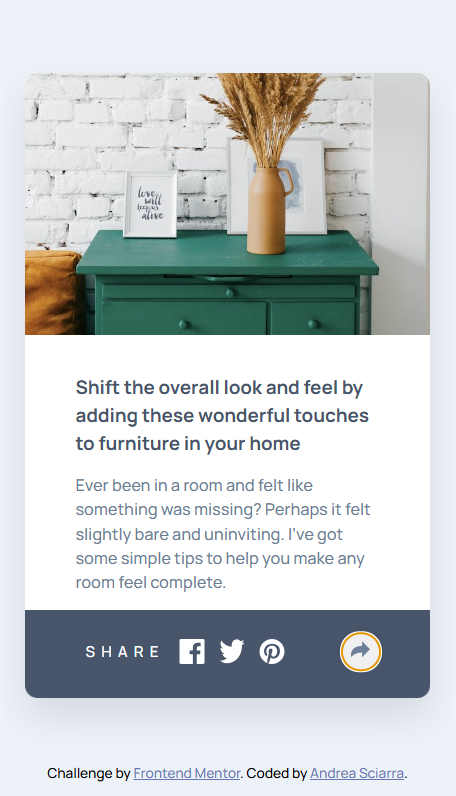 love
will
keep us
alive
Shift the overall look and feel by
adding these wonderful touches
to furniture in your home
Ever been in a room and felt like
something was missing? Perhaps it felt
slightly bare and uninviting. I've got
some simple tips to help you make any
room feel complete.
SHARE
Challenge by Frontend Mentor. Coded by Andrea Sciarra.